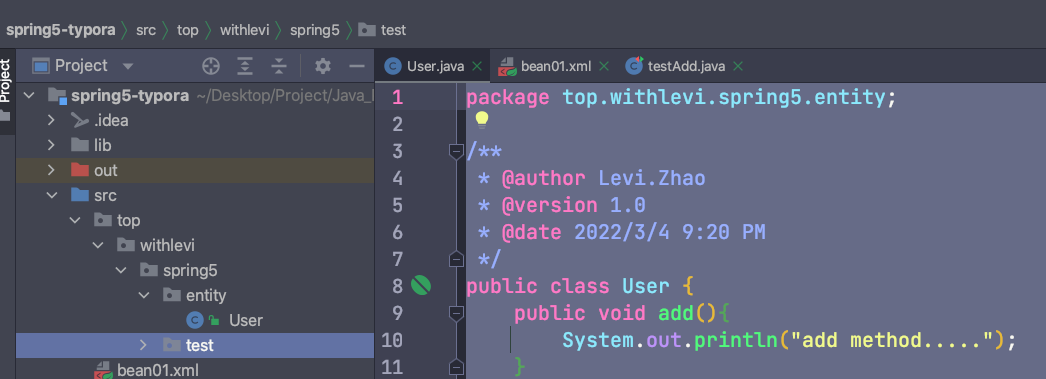 spring5-typora 〉 src 〉 top 〉 withlevi 〉 spring5 〉 test
Project
Project
spring5-typora ~/Desktop/Project/Java_
.idea
lib
out
src
top
withlevi
spring5
entity
User
test
bean01.xml
User.java × bean01.xml × testAdd.java ×
1 package top.withlevi.spring5.entity;
2
3 /**
4 * @author Levi.Zhao
5 * @version 1.0
6 * @date 2022/3/4 9:20 PM
7 */
8 public class User {
9 public void add(){
10 System.out.println("add method.....");
11 }